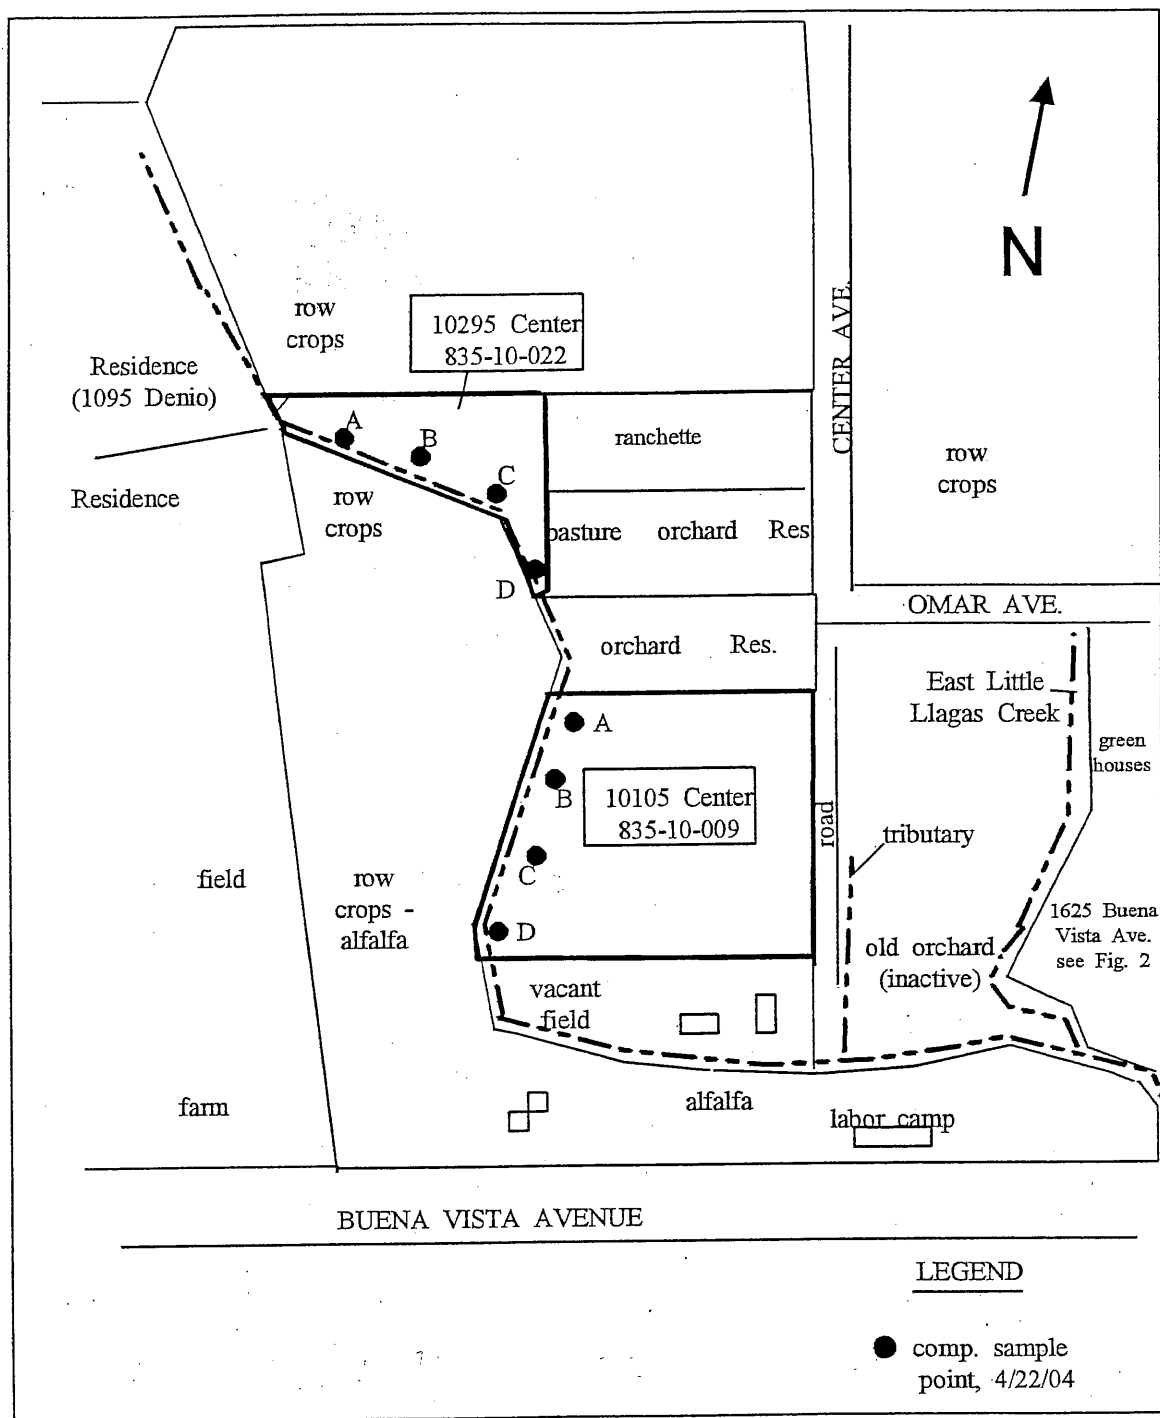 N
row
crops
10295 Center
835-10-022
CENTER AVE.
Residence
(1095 Denio)
A
B
C
D
ranchette
row
crops
Residence
row
crops
pasture orchard Res
OMAR AVE.
orchard Res.
East Little
Llagas Creek
green
houses
A
B
C
D
10105 Center
835-10-009
road
tributary
field
row
crops -
alfalfa
1625 Buena
Vista Ave.
see Fig. 2
old orchard
(inactive)
vacant
field
farm
alfalfa
labor camp
BUENA VISTA AVENUE
LEGEND
comp. sample
point, 4/22/04